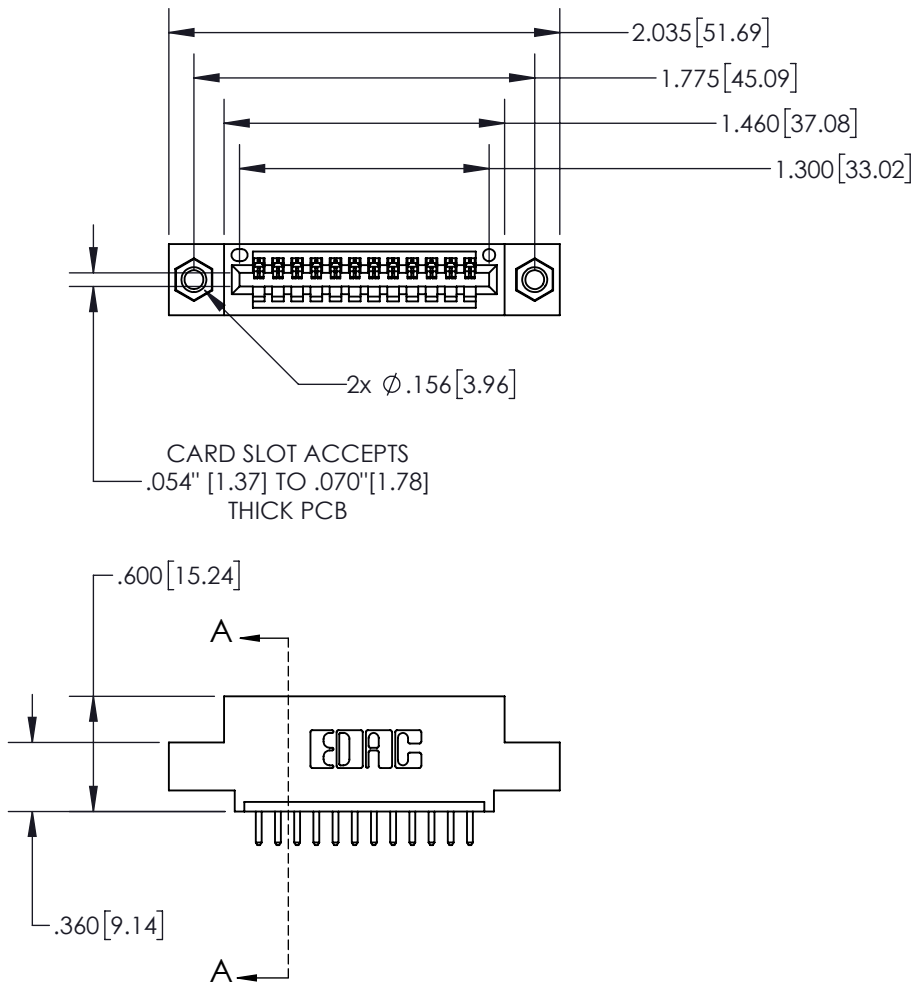 2.035[51.69]
1.775[45.09]
1.460[37.08]
1.300[33.02]
2x ∅.156[3.96]
CARD SLOT ACCEPTS
.054" [1.37] TO .070"[1.78]
THICK PCB
.600[15.24]
A
EDAC
.360[9.14]
A